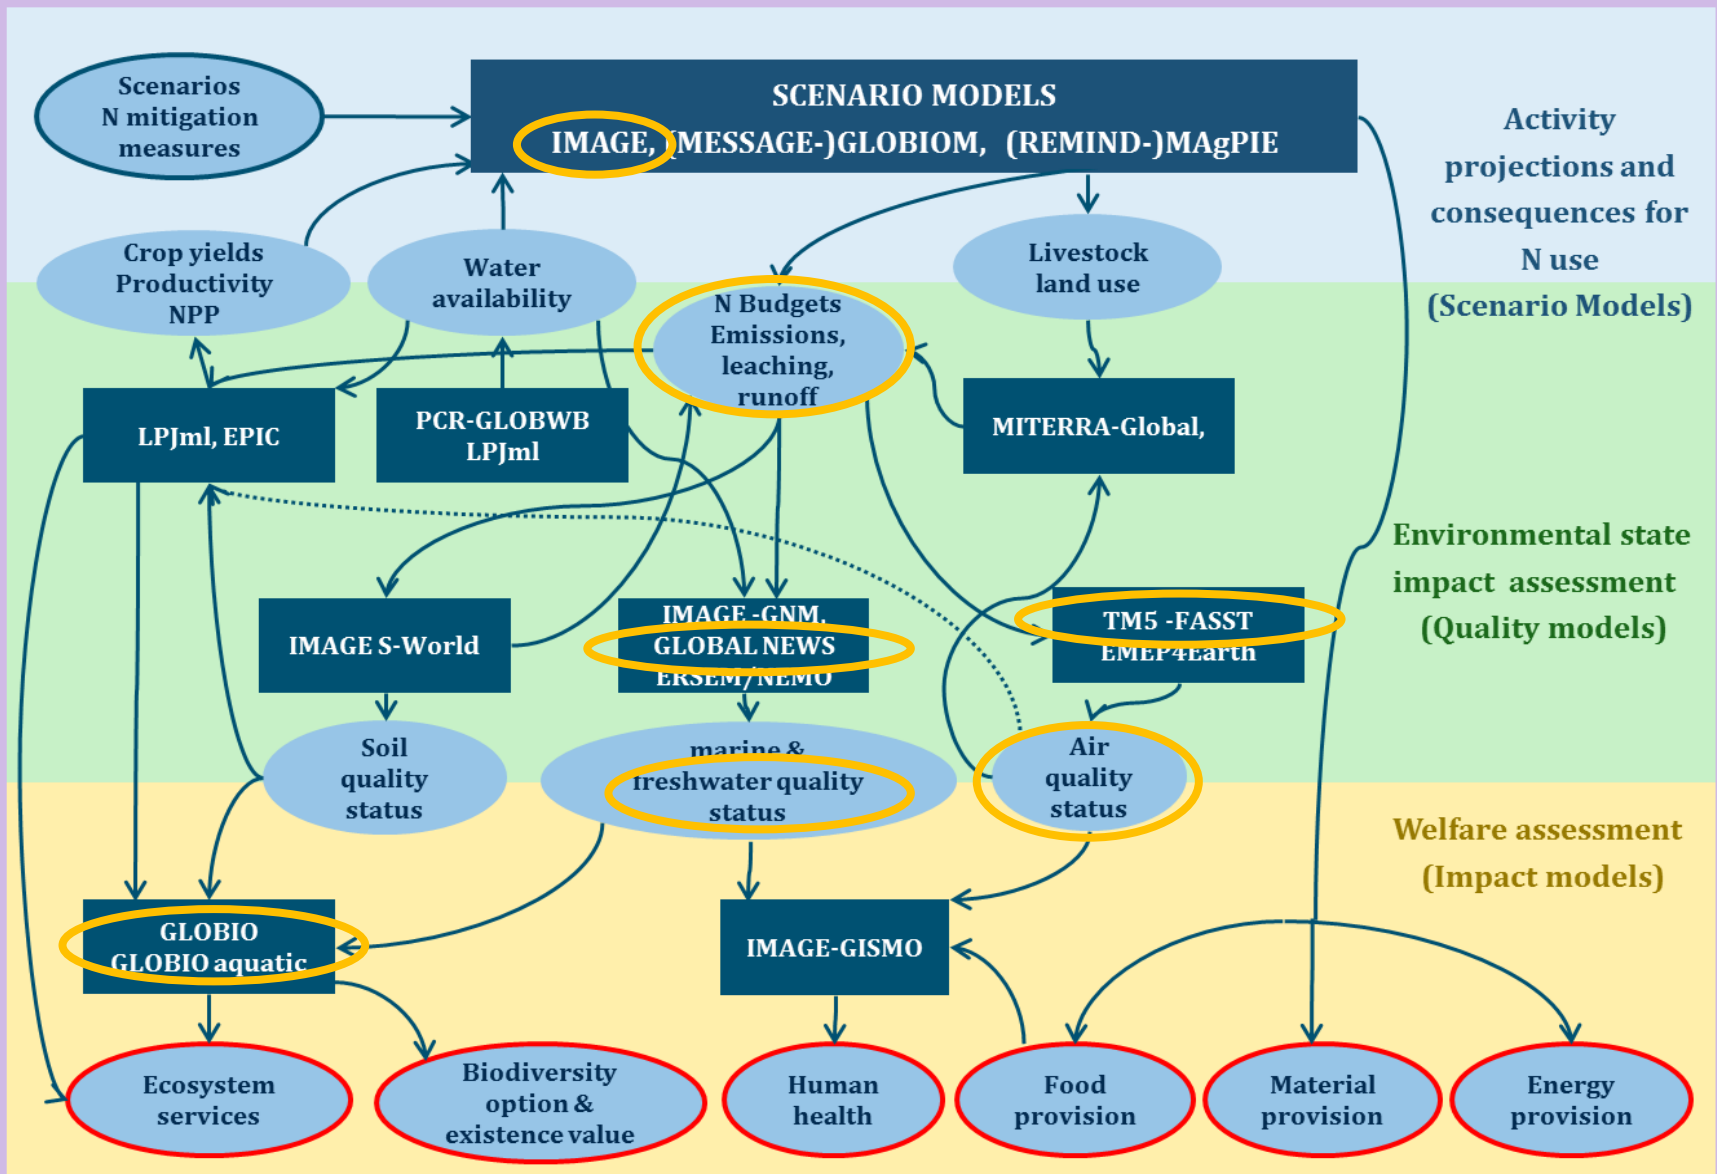 Scenarios
N mitigation
measures
SCENARIO MODELS
IMAGE, (MESSAGE-)GLOBIOM, (REMIND-)MAgPIE
Activity
projections and
consequences for
N use
(Scenario Models)
Crop yields
Productivity
NPP
Water
availability
N Budgets
Emissions,
leaching,
runoff
Livestock
land use
LPJml, EPIC
PCR-GLOBWB
LPJml
MITERRA-Global,
Environmental state
impact assessment
(Quality models)
IMAGE S-World
IMAGE -GNM,
GLOBAL NEWS
ERSEM/NEMO
TM5 -FASST
EMEP4Earth
Soil
quality
status
marine &
freshwater quality
status
Air
quality
status
Welfare assessment
(Impact models)
GLOBIO
GLOBIO aquatic
IMAGE-GISMO
Ecosystem
services
Biodiversity
option &
existence value
Human
health
Food
provision
Material
provision
Energy
provision